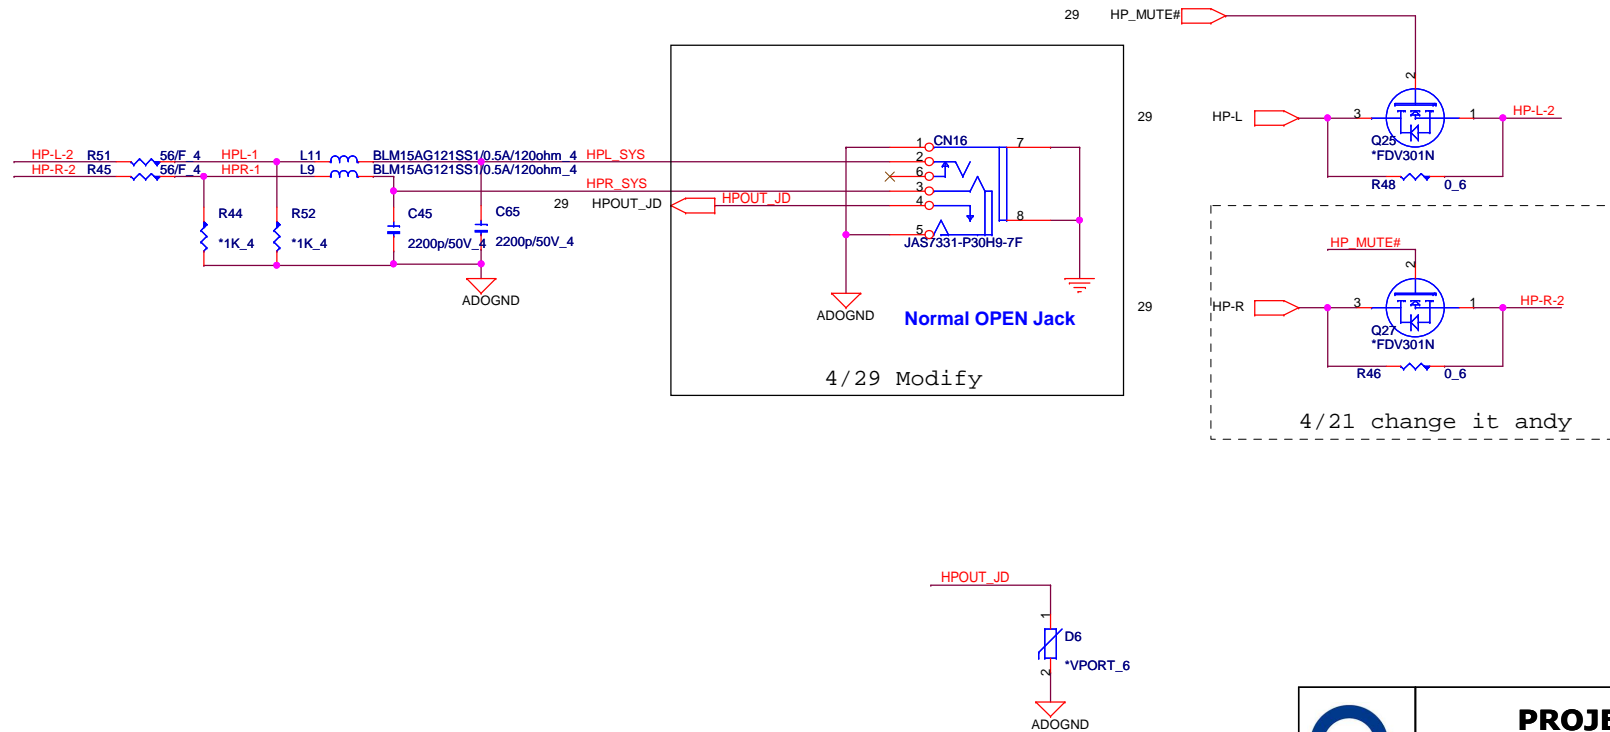 29 HP_MUTE#
2
29 HP-L 3 1 HP-L-2
Q25
*FDV301N
R48 0_6
HP-L-2 R51 56/F_4 HPL-1 L11 BLM15AG121SS1/0.5A/120ohm_4 HPL_SYS
HP-R-2 R45 56/F_4 HPR-1 L9 BLM15AG121SS1/0.5A/120ohm_4
HPR_SYS
29 HPOUT_JD HPOUT_JD
R44
*1K_4
R52
*1K_4
C45
2200p/50V_4
C65
2200p/50V_4
ADOGND
1 CN16 7
2
6
3
4
8
5
JAS7331-P30H9-7F
ADOGND
Normal OPEN Jack
4/29 Modify
HP_MUTE#
2
29 HP-R 3 1 HP-R-2
Q27
*FDV301N
R46 0_6
4/21 change it andy
HPOUT_JD
1
D6
*VPORT_6
2
ADOGND